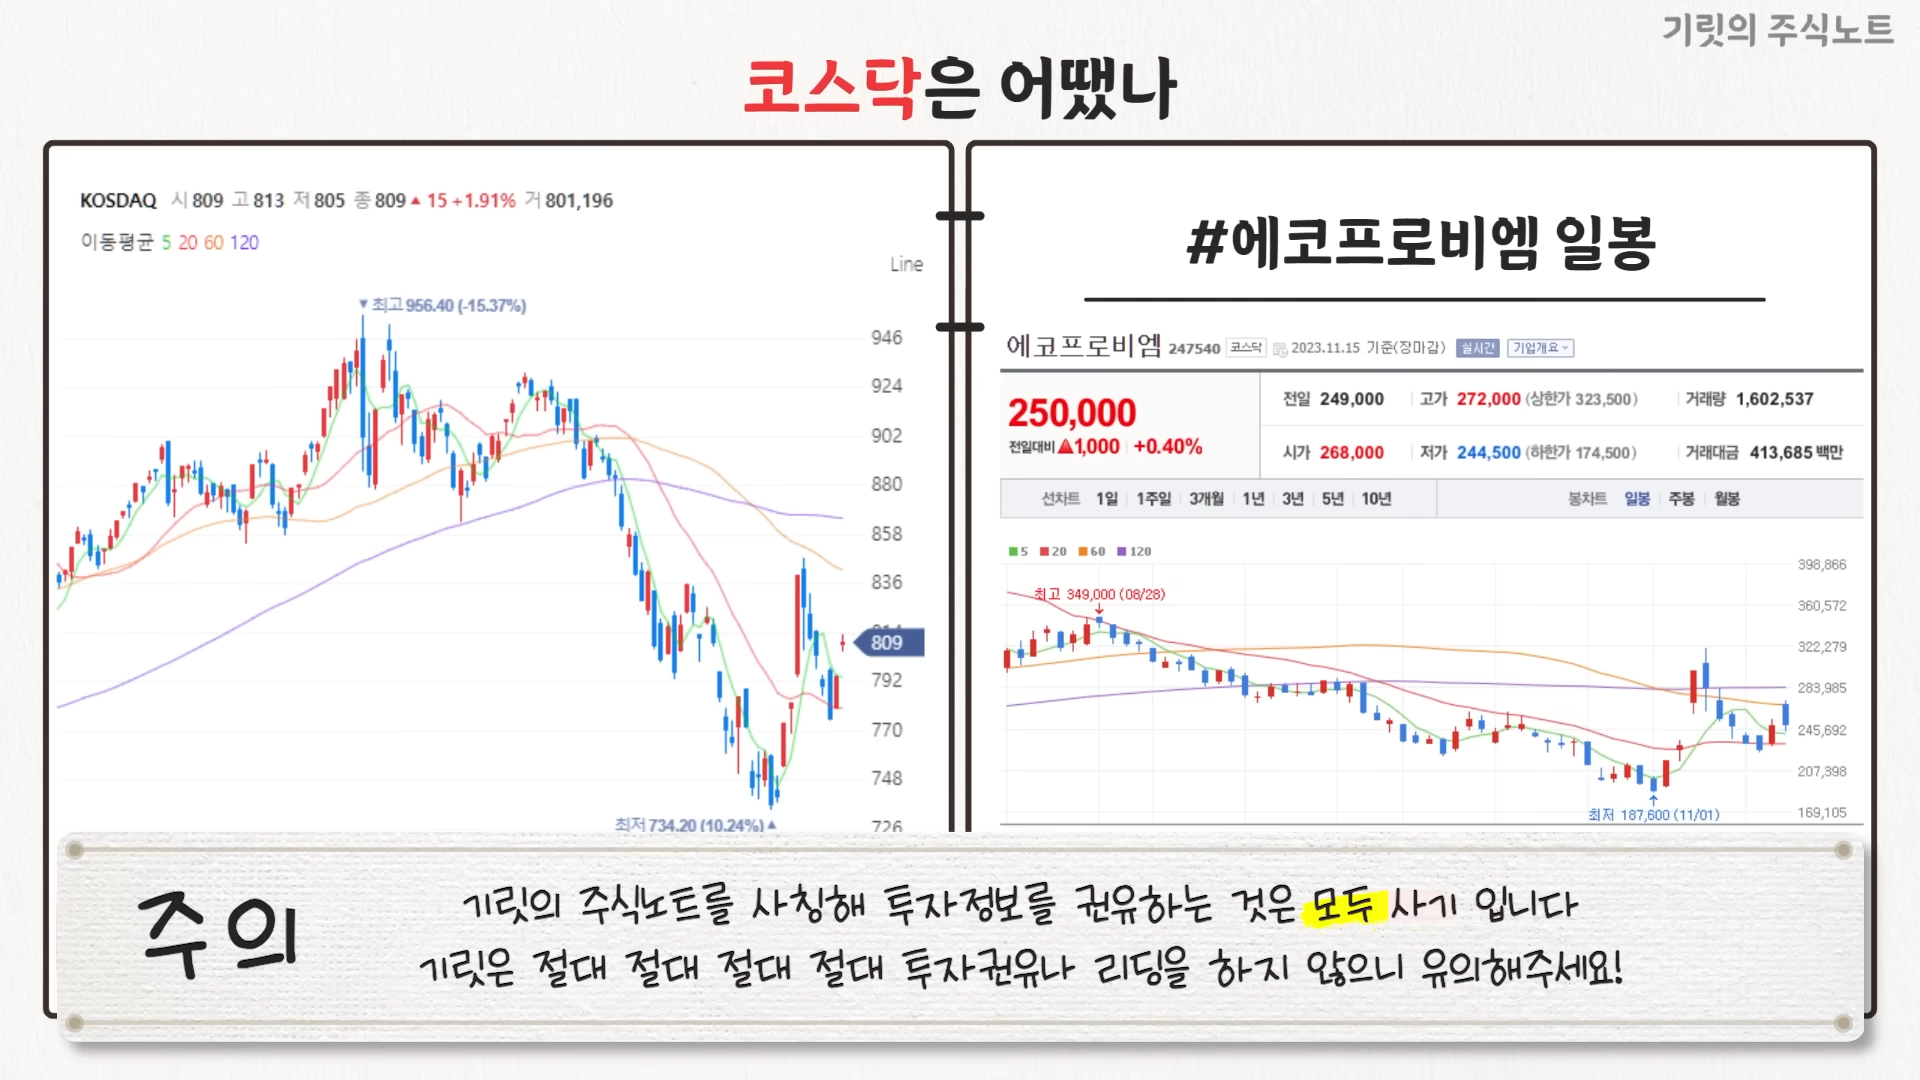 기릿의 주식노트
코스닥은 어땠나
KOSDAQ 시 809 고 813 저 805 종 809 ▲ 15 +1.91% 거 801,196
이동평균 5 20 60 120
Line
▼최고 956.40 (-15.37%)
946
924
902
880
858
836
809
792
770
748
726
최저 734.20 (10.24%)▲
#에코프로비엠 일봉
에코프로비엠 247540 코스닥 2023.11.15 기준(장마감) 실시간 기업개요
250,000
전일대비 ▲1,000 +0.40%
전일 249,000 고가 272,000 (상한가 323,500) 거래량 1,602,537
시가 268,000 저가 244,500 (하한가 174,500) 거래대금 413,685 백만
선차트 1일 1주일 3개월 1년 3년 5년 10년 봉차트 일봉 주봉 월봉
5 20 60 120
최고 349,000 (08/28)
398,866
360,572
322,279
283,985
245,692
207,398
169,105
최저 187,600 (11/01)
주의
기릿의 주식노트를 사칭해 투자정보를 권유하는 것은 모두 사기 입니다
기릿은 절대 절대 절대 절대 투자권유나 리딩을 하지 않으니 유의해주세요!